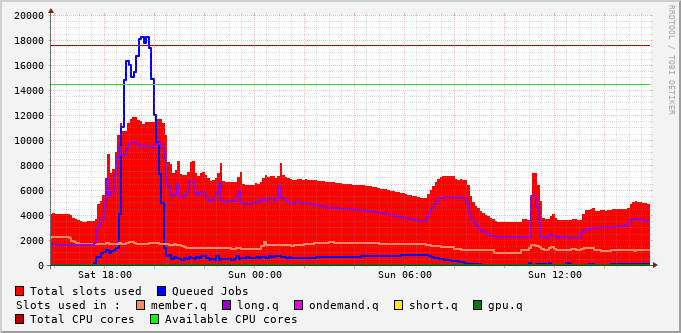 20000
18000
16000
14000
12000
10000
8000
6000
4000
2000
0
Sat 18:00 Sun 00:00 Sun 06:00 Sun 12:00
Total slots used Queued Jobs
Slots used in : member.q long.q ondemand.q short.q gpu.q
Total CPU cores Available CPU cores
RRDTOOL / TOBI OETIKER